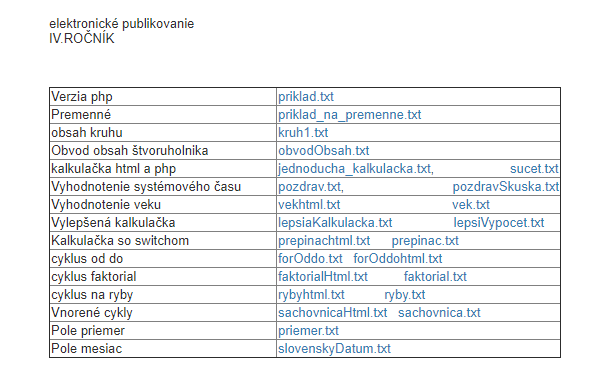 elektronické publikovanie
IV.ROČNÍK
Verzia php priklad.txt
Premenné priklad_na_premenne.txt
obsah kruhu kruh1.txt
Obvod obsah štvoruholnika obvodObsah.txt
kalkulačka html a php jednoducha_kalkulacka.txt, sucet.txt
Vyhodnotenie systémového času pozdrav.txt, pozdravSkuska.txt
Vyhodnotenie veku vekhtml.txt vek.txt
Vylepšená kalkulačka lepsiaKalkulacka.txt lepsiVypocet.txt
Kalkulačka so switchom prepinachtml.txt prepinac.txt
cyklus od do forOddo.txt forOddohtml.txt
cyklus faktorial faktorialHtml.txt faktorial.txt
cyklus na ryby rybyhtml.txt ryby.txt
Vnorené cykly sachovnicaHtml.txt sachovnica.txt
Pole priemer priemer.txt
Pole mesiac slovenskyDatum.txt